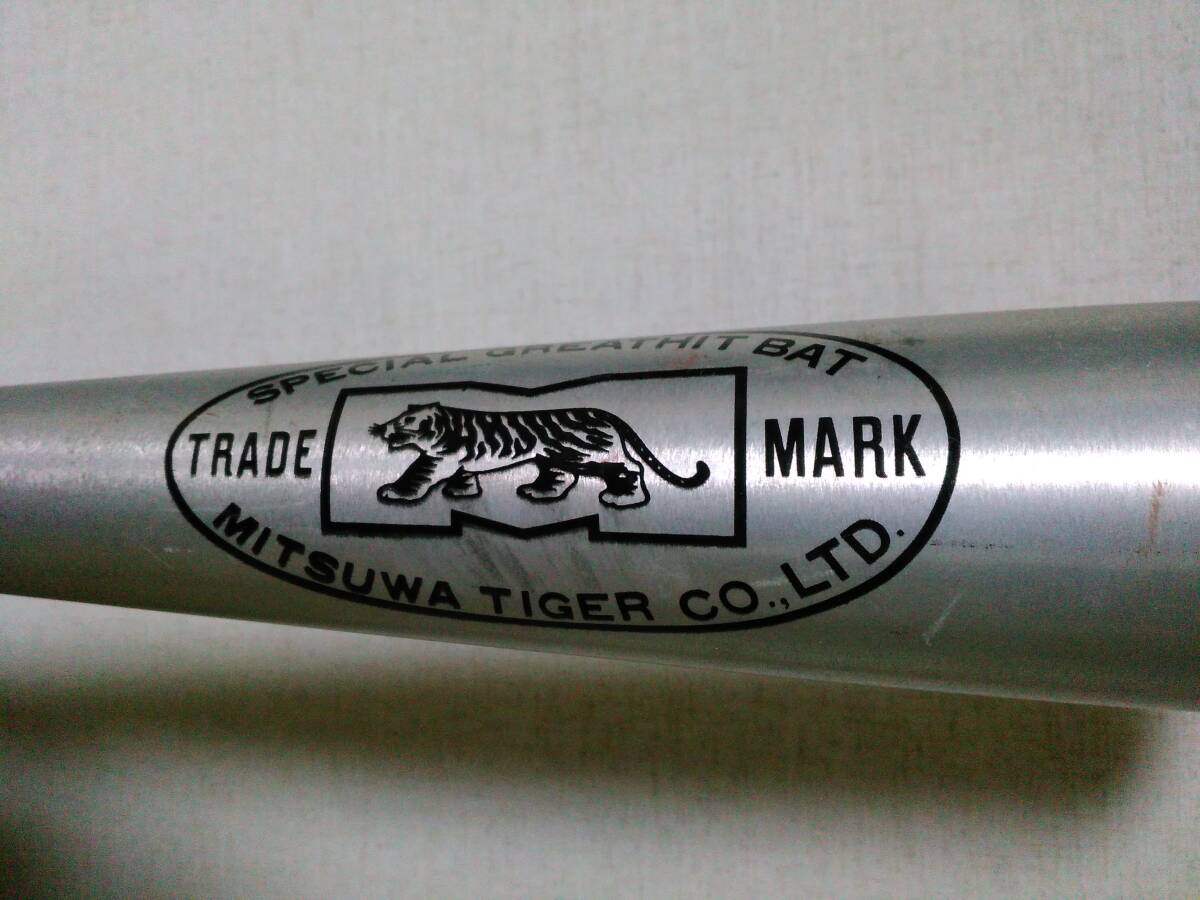 SPECIAL GREATHIT BAT
TRADE MARK
MITSUWA TIGER CO., LTD.